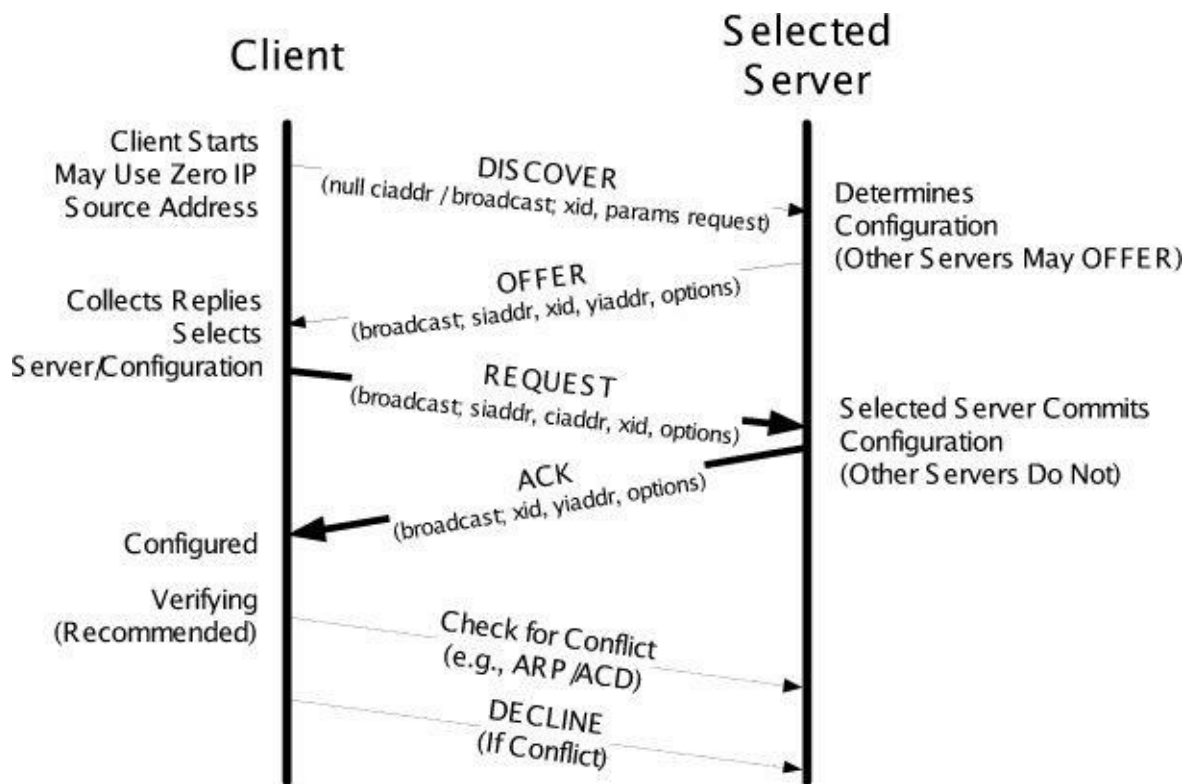 Client
Selected
Server
Client Starts
May Use Zero IP
Source Address
DISCOVER
(null ciaddr / broadcast; xid, params request)
Determines
Configuration
(Other Servers May OFFER)
OFFER
(broadcast; siaddr, xid, yiaddr, options)
Collects Replies
Selects
Server/Configuration
REQUEST
(broadcast; siaddr, ciaddr, xid, options)
Selected Server Commits
Configuration
(Other Servers Do Not)
ACK
(broadcast; xid, yiaddr, options)
Configured
Verifying
(Recommended)
Check for Conflict
(e.g., ARP/ACD)
DECLINE
(If Conflict)